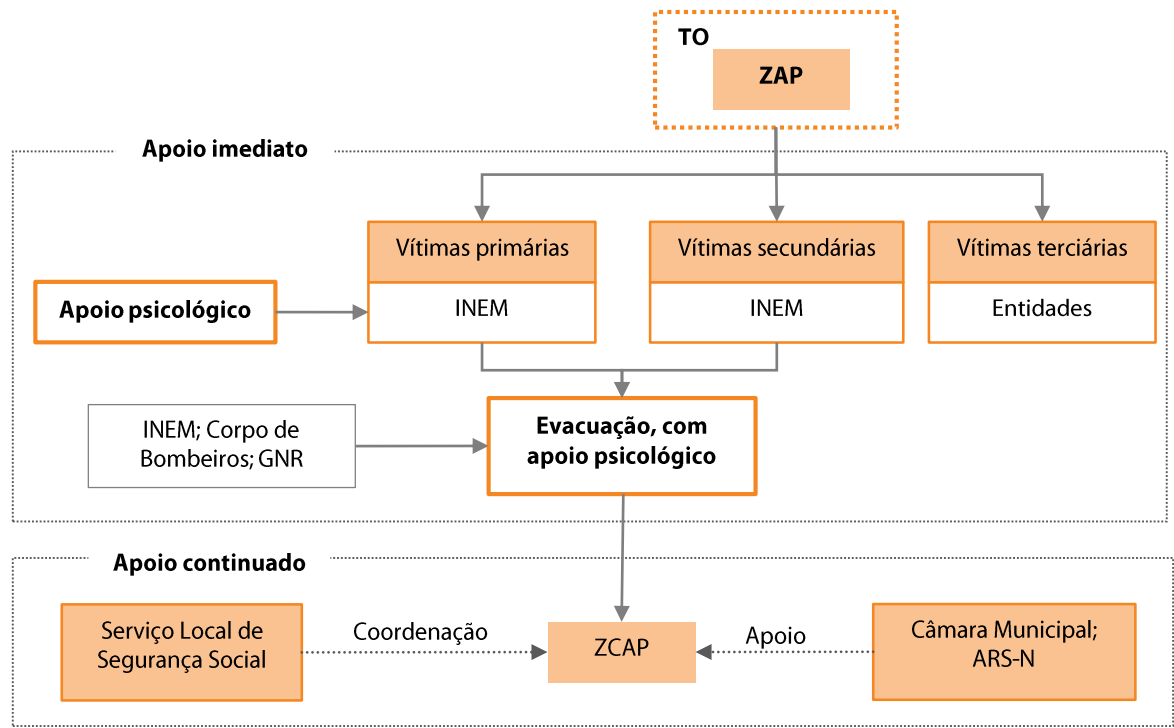 TO
ZAP
Apoio imediato
Vítimas primárias
Vítimas secundárias
Vítimas terciárias
Apoio psicológico
INEM
INEM
Entidades
INEM; Corpo de
Bombeiros; GNR
Evacuação, com
apoio psicológico
Apoio continuado
Serviço Local de
Segurança Social
Coordenação
ZCAP
Apoio
Câmara Municipal;
ARS-N